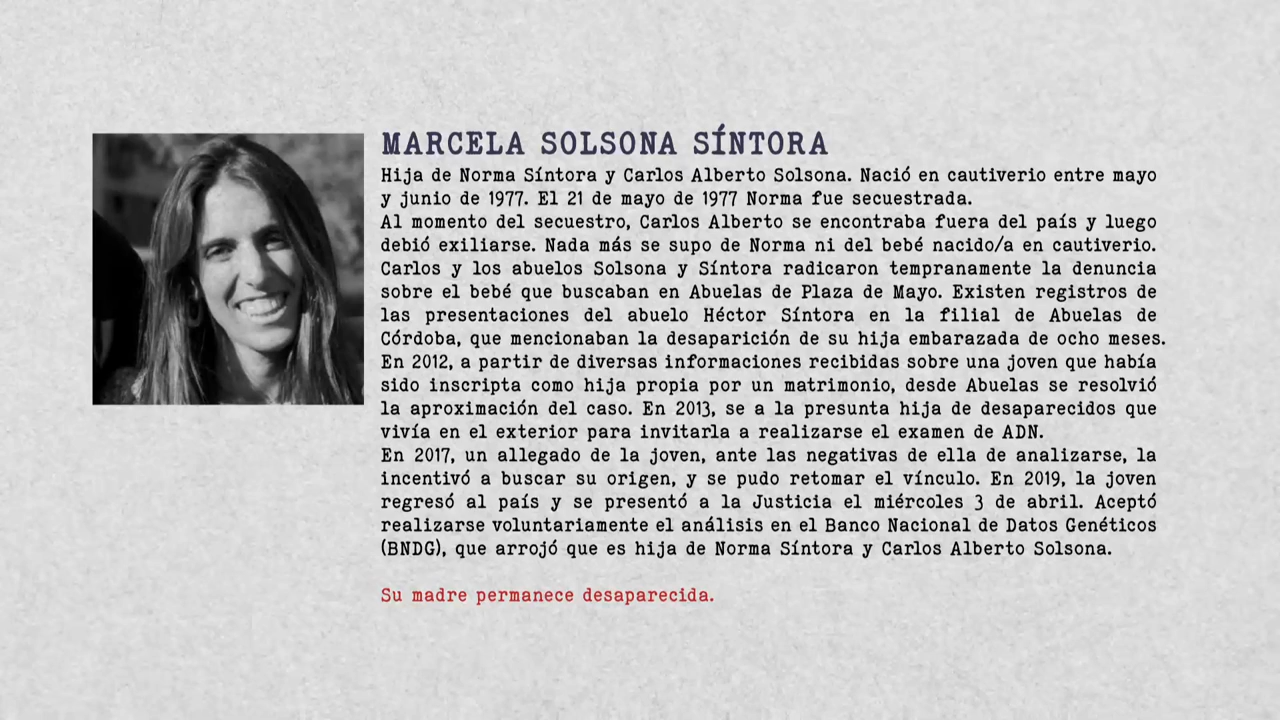 MARCELA SOLSONA SÍNTORA
Hija de Norma Síntora y Carlos Alberto Solsona. Nació en cautiverio entre mayo
y junio de 1977. El 21 de mayo de 1977 Norma fue secuestrada.
Al momento del secuestro, Carlos Alberto se encontraba fuera del país y luego
debió exiliarse. Nada más se supo de Norma ni del bebé nacido/a en cautiverio.
Carlos y los abuelos Solsona y Síntora radicaron tempranamente la denuncia
sobre el bebé que buscaban en Abuelas de Plaza de Mayo. Existen registros de
las presentaciones del abuelo Héctor Síntora en la filial de Abuelas de
Córdoba, que mencionaban la desaparición de su hija embarazada de ocho meses.
En 2012, a partir de diversas informaciones recibidas sobre una joven que había
sido inscripta como hija propia por un matrimonio, desde Abuelas se resolvió
la aproximación del caso. En 2013, se a la presunta hija de desaparecidos que
vivía en el exterior para invitarla a realizarse el examen de ADN.
En 2017, un allegado de la joven, ante las negativas de ella de analizarse, la
incentivó a buscar su origen, y se pudo retomar el vínculo. En 2019, la joven
regresó al país y se presentó a la Justicia el miércoles 3 de abril. Aceptó
realizarse voluntariamente el análisis en el Banco Nacional de Datos Genéticos
(BNDG), que arrojó que es hija de Norma Síntora y Carlos Alberto Solsona.
Su madre permanece desaparecida.